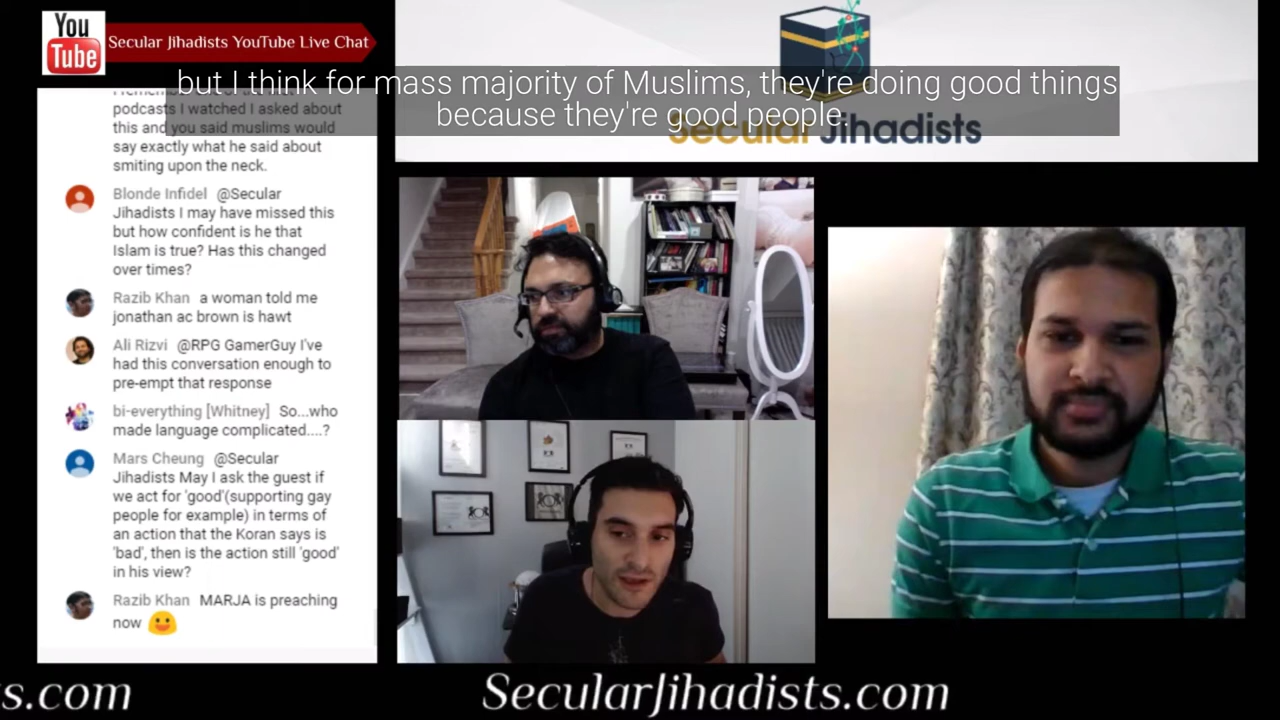 You
Tube
Secular Jihadists YouTube Live Chat
but I think for mass majority of Muslims, they're doing good things
because they're good people.
Secular Jihadists
podcasts I watched I asked about
this and you said muslims would
say exactly what he said about
smiting upon the neck.
Blonde Infidel @Secular
Jihadists I may have missed this
but how confident is he that
Islam is true? Has this changed
over times?
Razib Khan a woman told me
jonathan ac brown is hawt
Ali Rizvi @RPG GamerGuy I've
had this conversation enough to
pre-empt that response
bi-everything [Whitney] So...who
made language complicated....?
Mars Cheung @Secular
Jihadists May I ask the guest if
we act for 'good'(supporting gay
people for example) in terms of
an action that the Koran says is
'bad', then is the action still 'good'
in his view?
Razib Khan MARJA is preaching
now
s.com
SecularJihadists.com